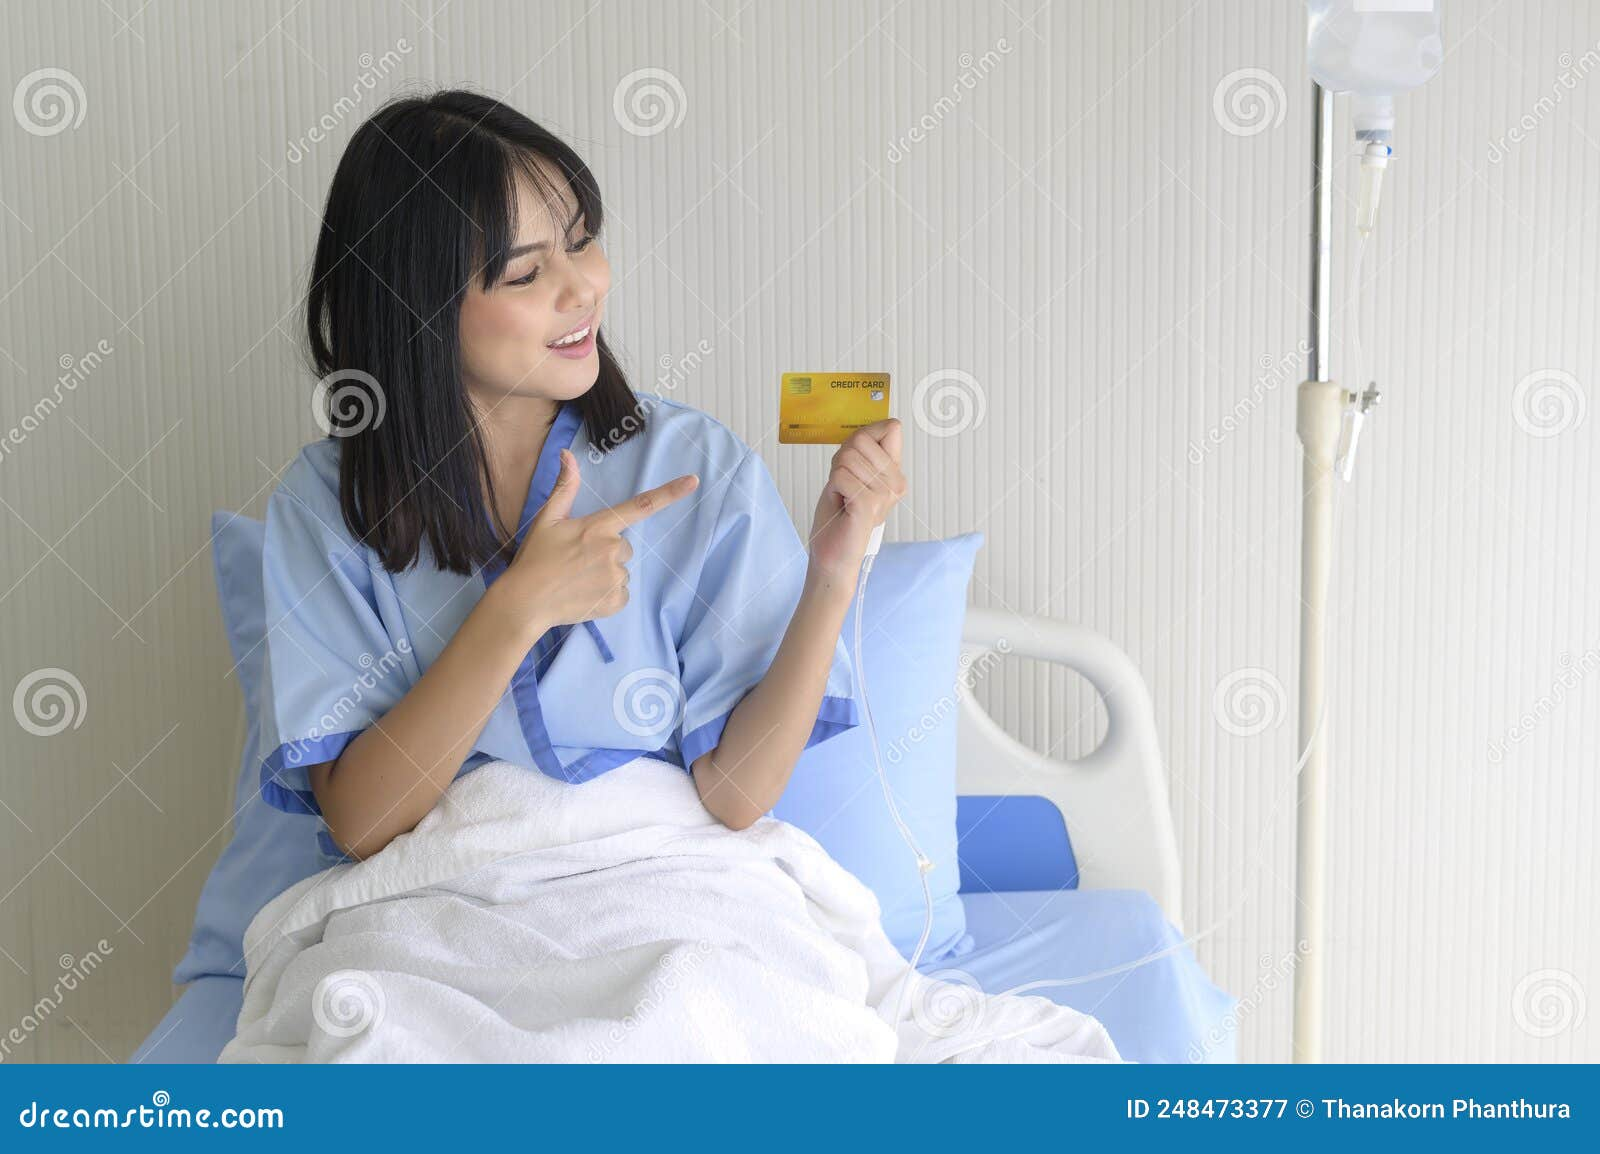 CREDIT CARD
dreamstime.com
ID 248473377 © Thanakorn Phanthura